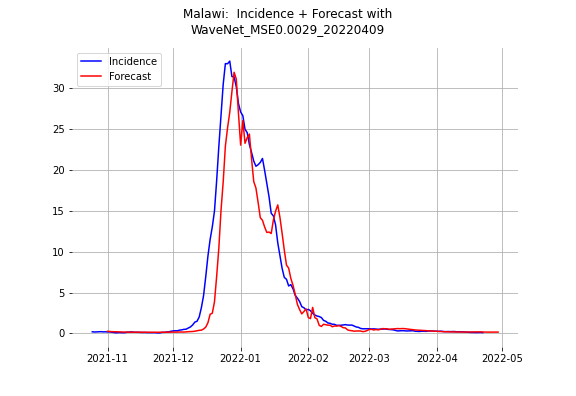 Malawi:  Incidence + Forecast with
WaveNet_MSE0.0029_20220409
Incidence
Forecast
30
25
20
15
10
5
0
2021-11 2021-12 2022-01 2022-02 2022-03 2022-04 2022-05